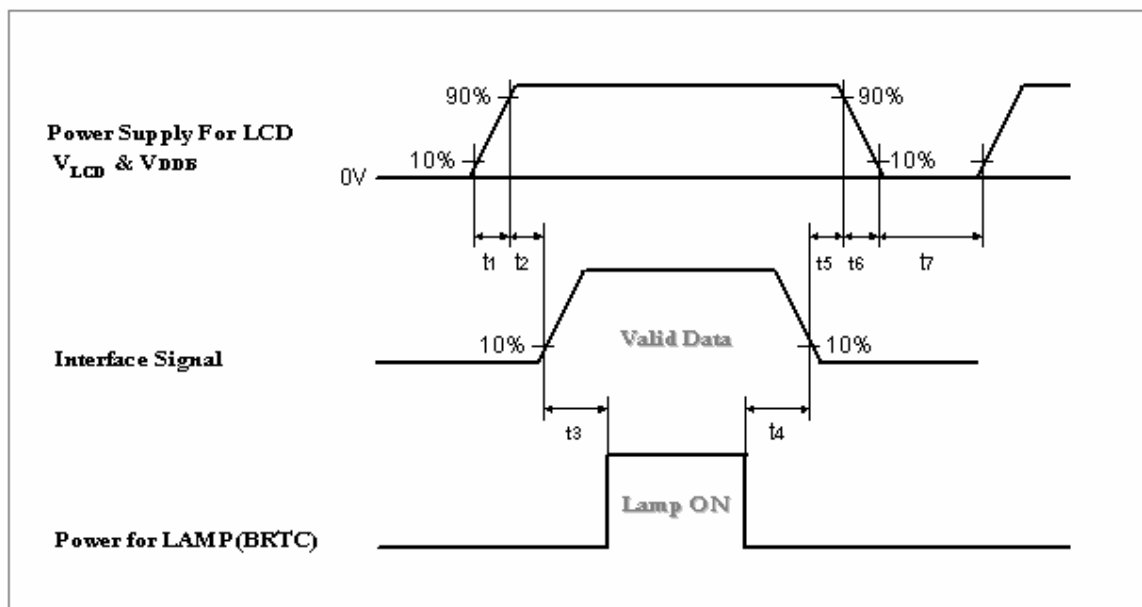 90%
90%
Power Supply For LCD
VLCD & VDDB
10%
10%
0V
t1
t2
t5
t6
t7
Valid Data
Interface Signal
10%
10%
t3
t4
Lamp ON
Power for LAMP(BRTC)